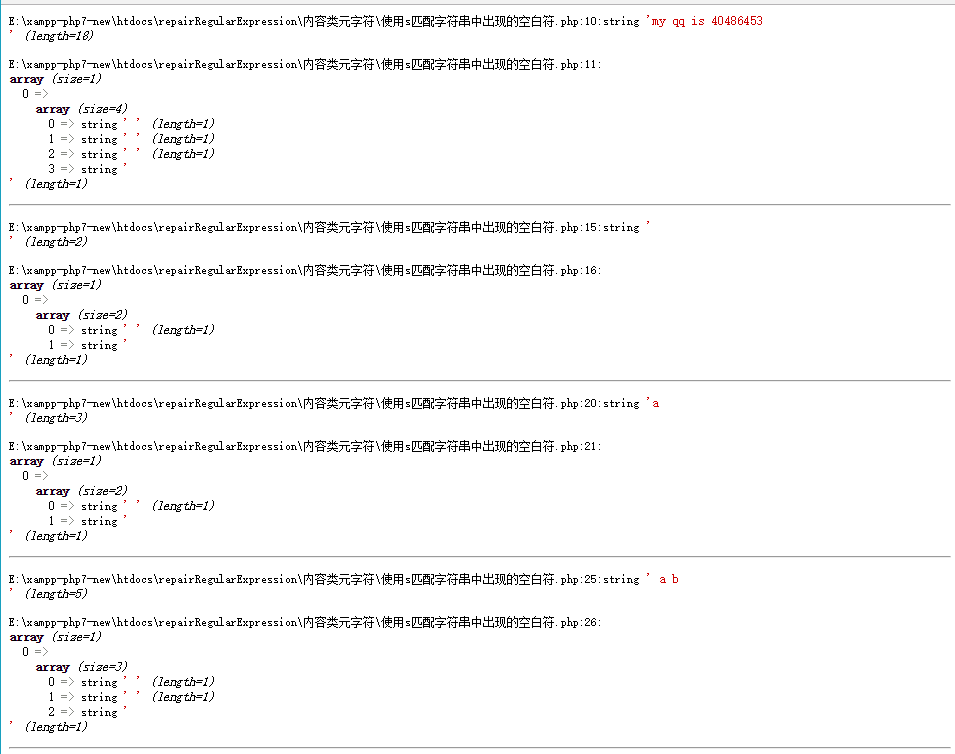 E:\xampp-php7-new\htdocs\repairRegularExpression\内容类元字符\使用s匹配字符串中出现的空白符.php:10:string 'my qq is 40486453
' (length=18)
E:\xampp-php7-new\htdocs\repairRegularExpression\内容类元字符\使用s匹配字符串中出现的空白符.php:11:
array (size=1)
0 =>
array (size=4)
0 => string ' ' (length=1)
1 => string ' ' (length=1)
2 => string ' ' (length=1)
3 => string '
' (length=1)
E:\xampp-php7-new\htdocs\repairRegularExpression\内容类元字符\使用s匹配字符串中出现的空白符.php:15:string '
' (length=2)
E:\xampp-php7-new\htdocs\repairRegularExpression\内容类元字符\使用s匹配字符串中出现的空白符.php:16:
array (size=1)
0 =>
array (size=2)
0 => string ' ' (length=1)
1 => string '
' (length=1)
E:\xampp-php7-new\htdocs\repairRegularExpression\内容类元字符\使用s匹配字符串中出现的空白符.php:20:string 'a
' (length=3)
E:\xampp-php7-new\htdocs\repairRegularExpression\内容类元字符\使用s匹配字符串中出现的空白符.php:21:
array (size=1)
0 =>
array (size=2)
0 => string ' ' (length=1)
1 => string '
' (length=1)
E:\xampp-php7-new\htdocs\repairRegularExpression\内容类元字符\使用s匹配字符串中出现的空白符.php:25:string ' a b
' (length=5)
E:\xampp-php7-new\htdocs\repairRegularExpression\内容类元字符\使用s匹配字符串中出现的空白符.php:26:
array (size=1)
0 =>
array (size=3)
0 => string ' ' (length=1)
1 => string ' ' (length=1)
2 => string '
' (length=1)